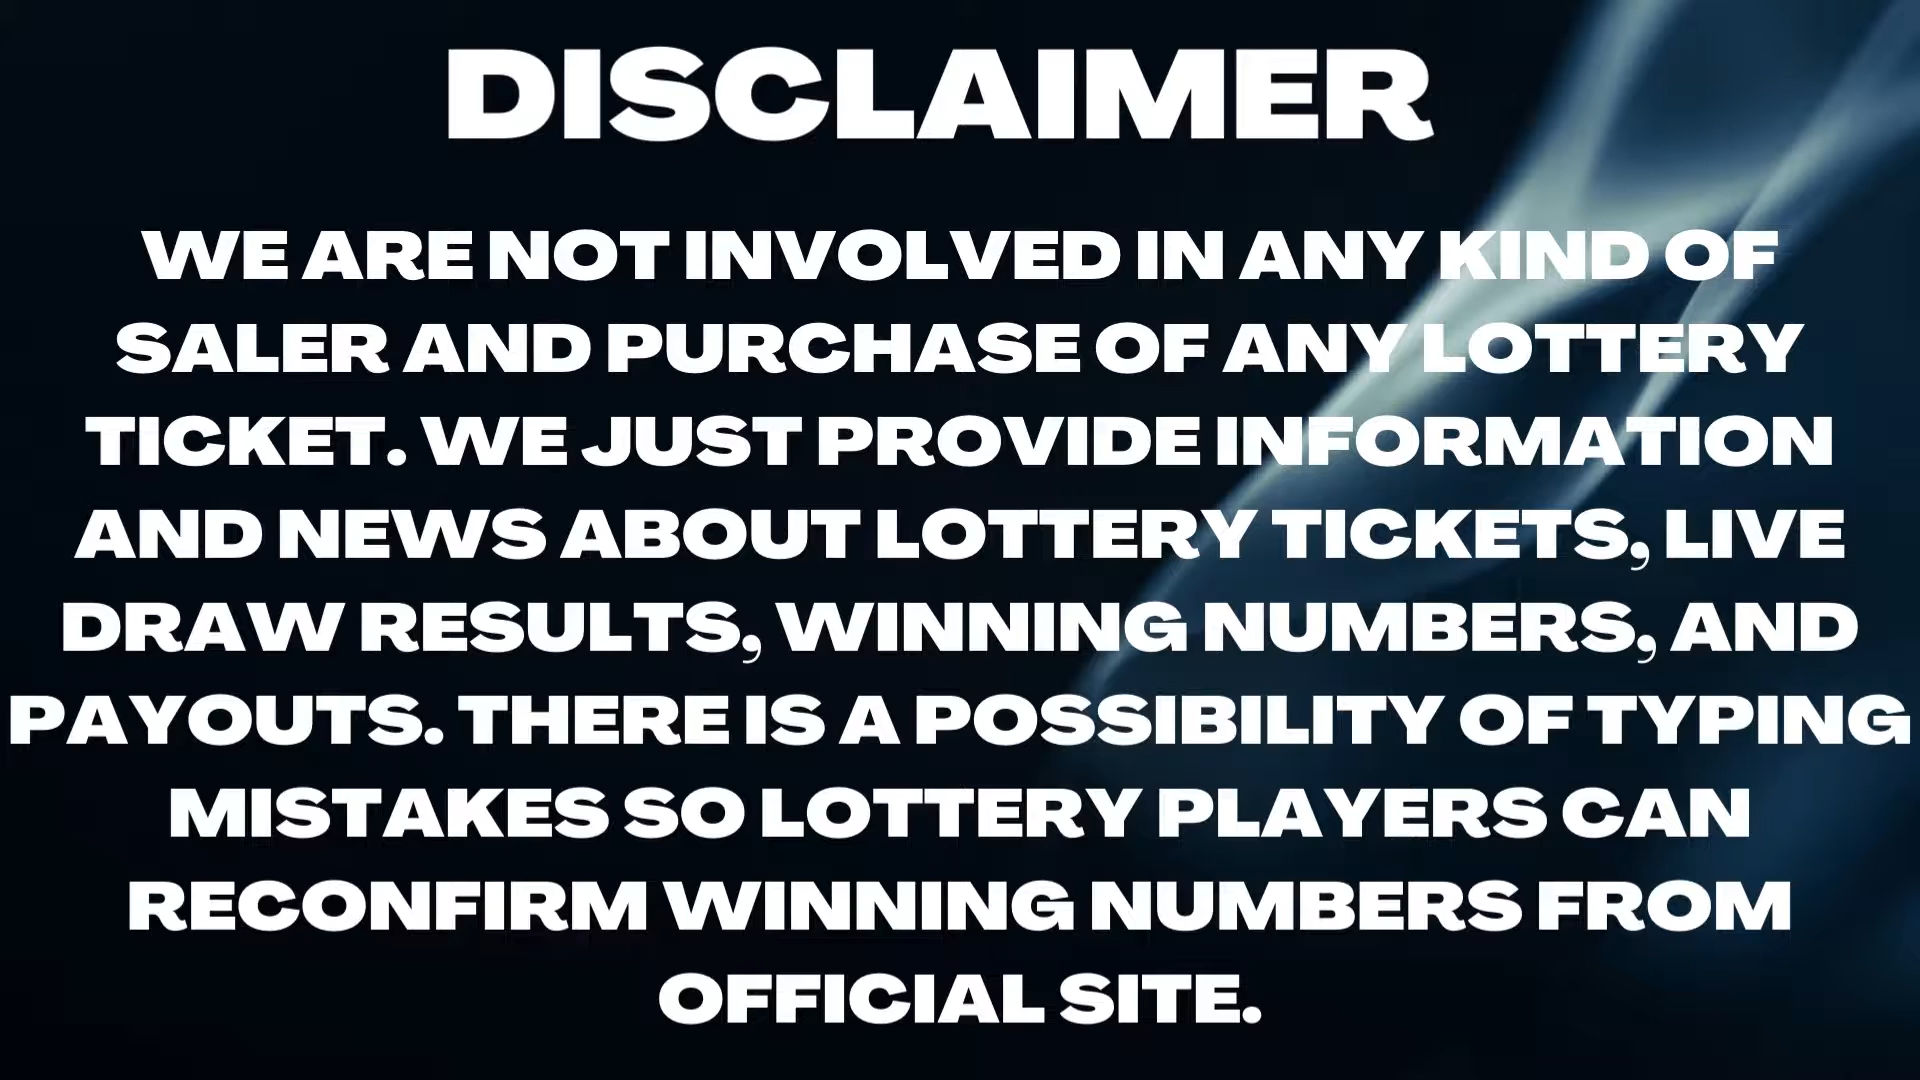 DISCLAIMER
WE ARE NOT INVOLVED IN ANY KIND OF
SALER AND PURCHASE OF ANY LOTTERY
TICKET. WE JUST PROVIDE INFORMATION
AND NEWS ABOUT LOTTERY TICKETS, LIVE
DRAW RESULTS, WINNING NUMBERS, AND
PAYOUTS. THERE IS A POSSIBILITY OF TYPING
MISTAKES SO LOTTERY PLAYERS CAN
RECONFIRM WINNING NUMBERS FROM
OFFICIAL SITE.